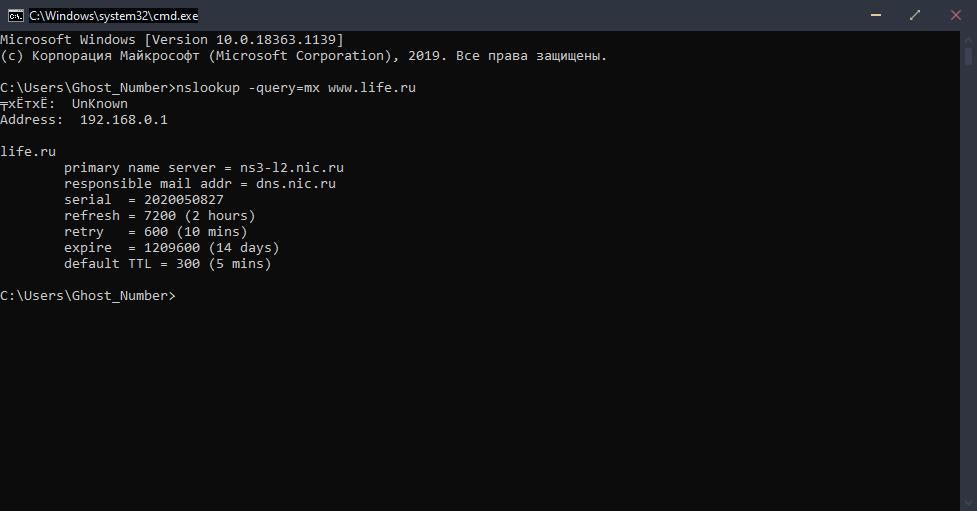 C:\Windows\system32\cmd.exe
Microsoft Windows [Version 10.0.18363.1139]
(c) Корпорация Майкрософт (Microsoft Corporation), 2019. Все права защищены.
C:\Users\Ghost_Number>nslookup -query=mx www.life.ru
╤хЁтхЁ:  UnKnown
Address:  192.168.0.1
life.ru
primary name server = ns3-l2.nic.ru
responsible mail addr = dns.nic.ru
serial  = 2020050827
refresh = 7200 (2 hours)
retry   = 600 (10 mins)
expire  = 1209600 (14 days)
default TTL = 300 (5 mins)
C:\Users\Ghost_Number>